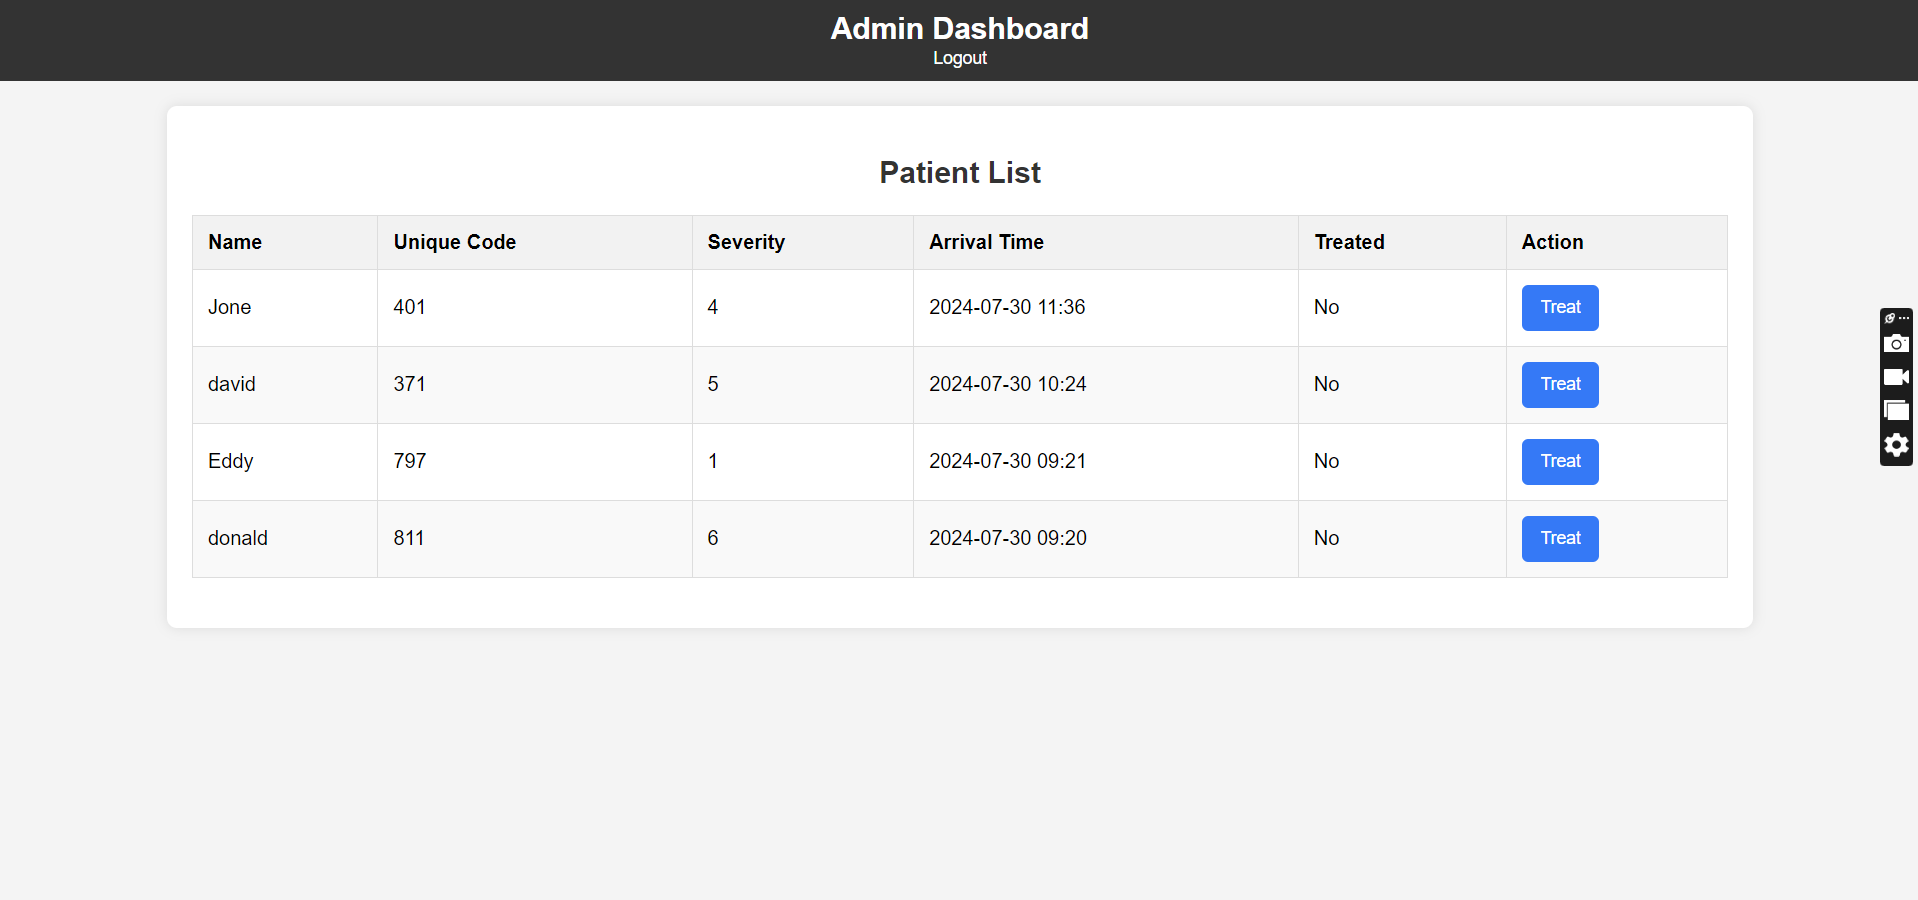 Admin Dashboard
Logout
Patient List
Name Unique Code Severity Arrival Time Treated Action
Jone 401 4 2024-07-30 11:36 No Treat
david 371 5 2024-07-30 10:24 No Treat
Eddy 797 1 2024-07-30 09:21 No Treat
donald 811 6 2024-07-30 09:20 No Treat